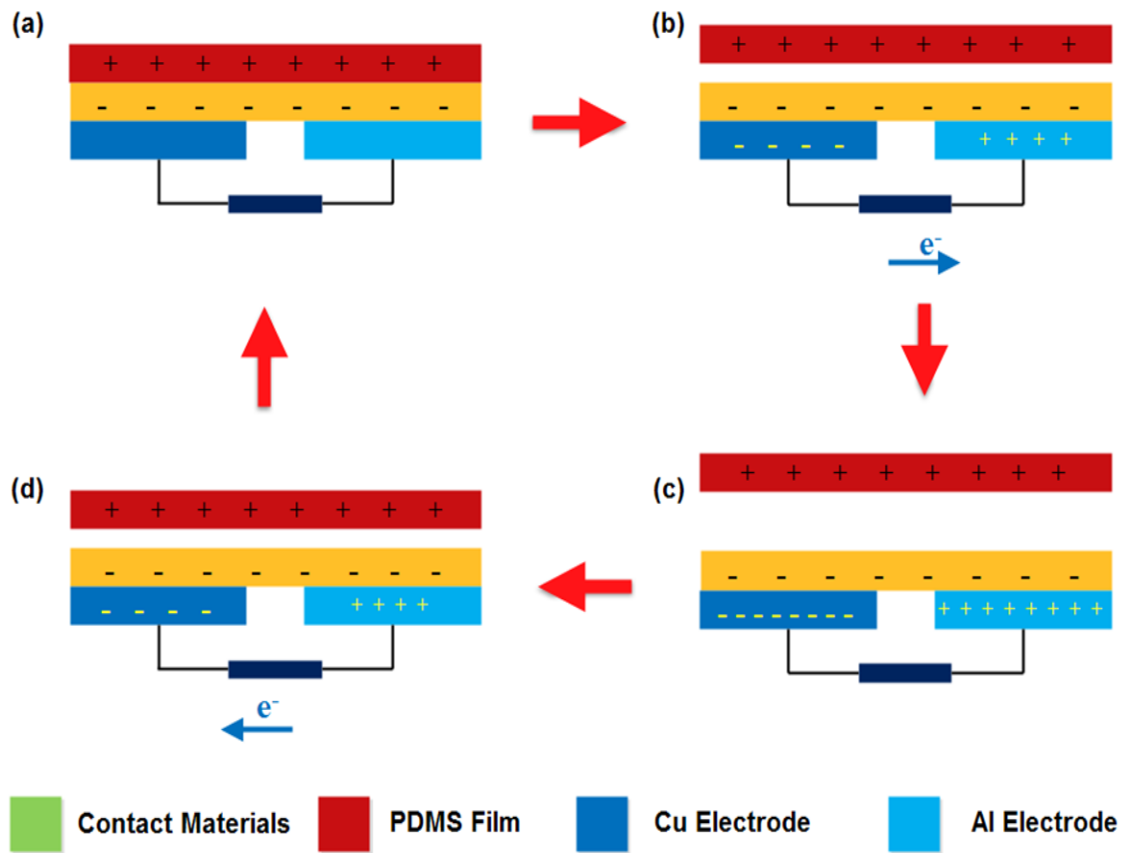 (a)
+ + + + + + + +
- - - - - - - -
(b)
+ + + + + + + +
- - - - - - - -
- - - - + + + +
e-
(d)
+ + + + + + + +
- - - - - - - -
- - - - + + + +
e-
(c)
+ + + + + + + +
- - - - - - - -
- - - - - - - - + + + + + + + +
Contact Materials PDMS Film Cu Electrode Al Electrode